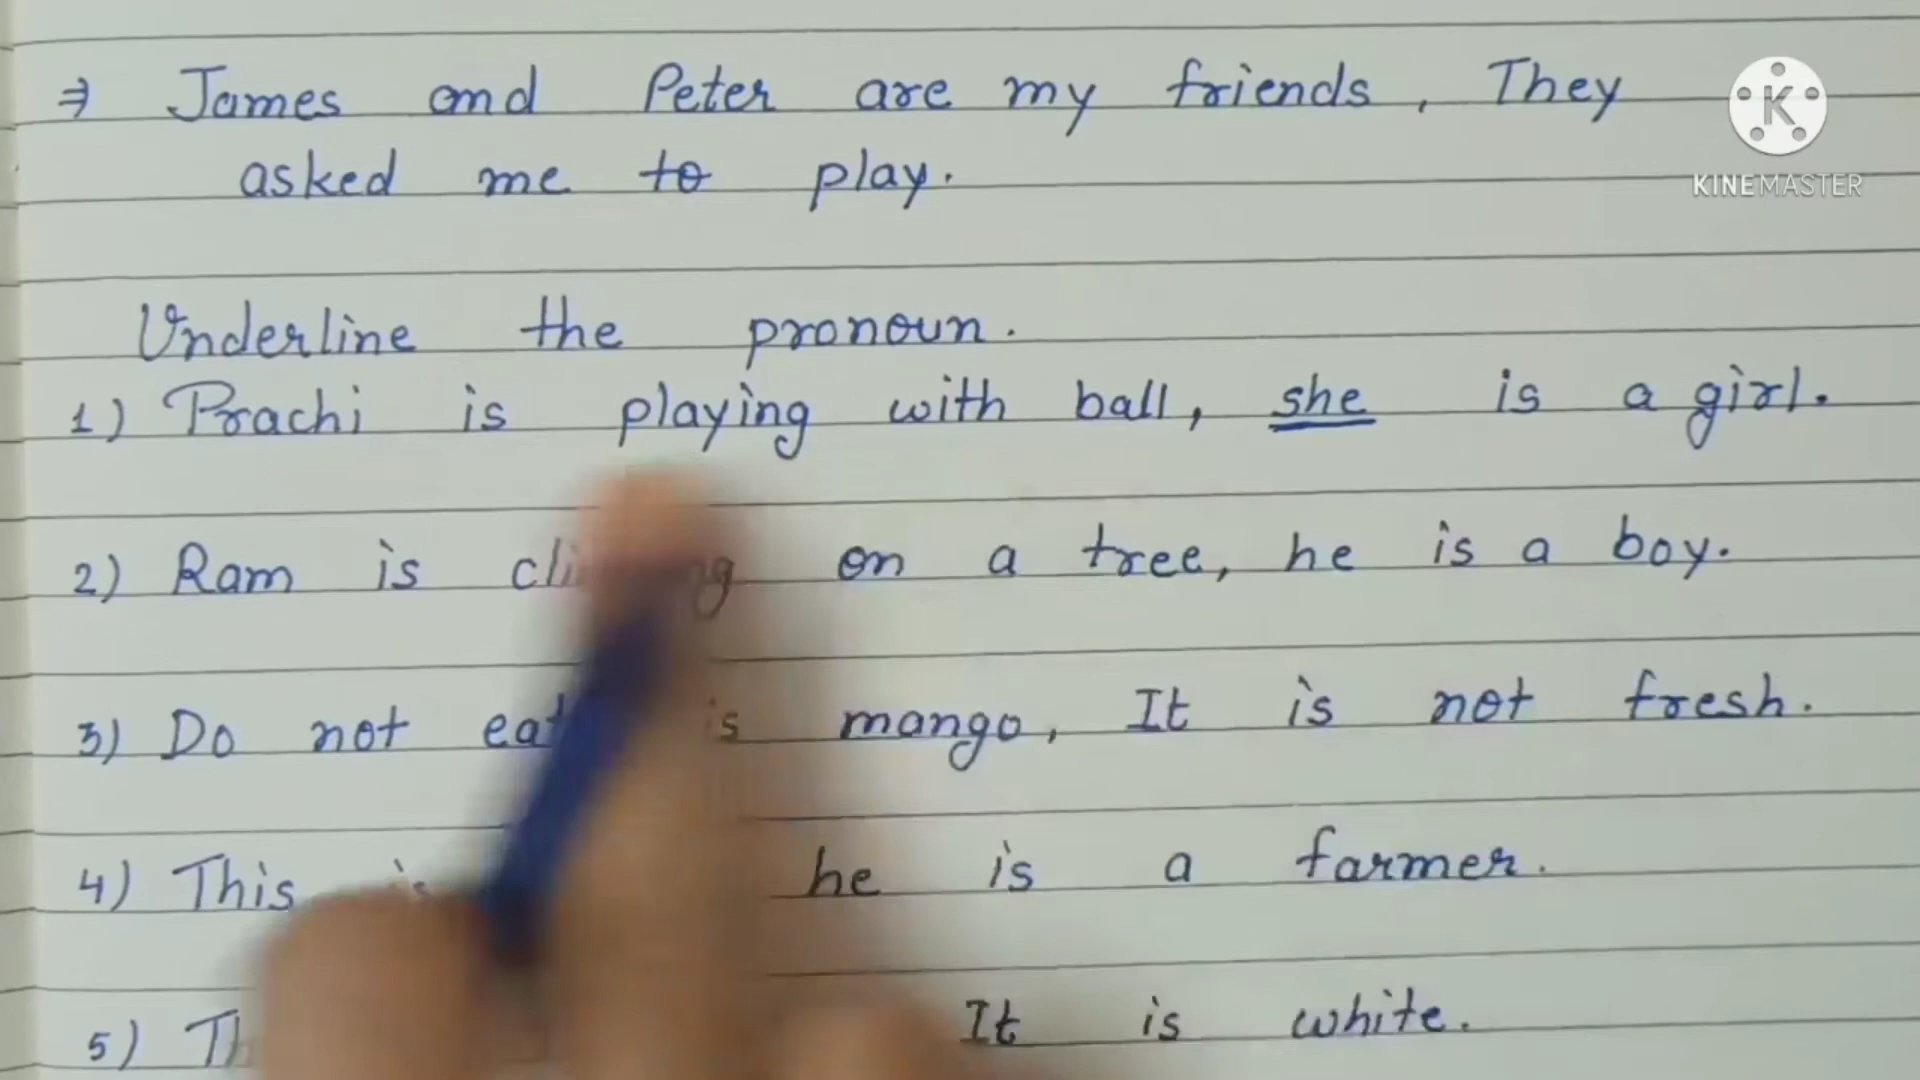 ⇒ James and Peter are my friends, They
K
KINEMASTER
asked me to play.
Underline the pronoun.
1) Prachi is playing with ball, she is a girl.
2) Ram is on a tree, he is a boy.
3) Do not eat mango, It is not fresh.
4) This is he is a farmer.
5) It is white.